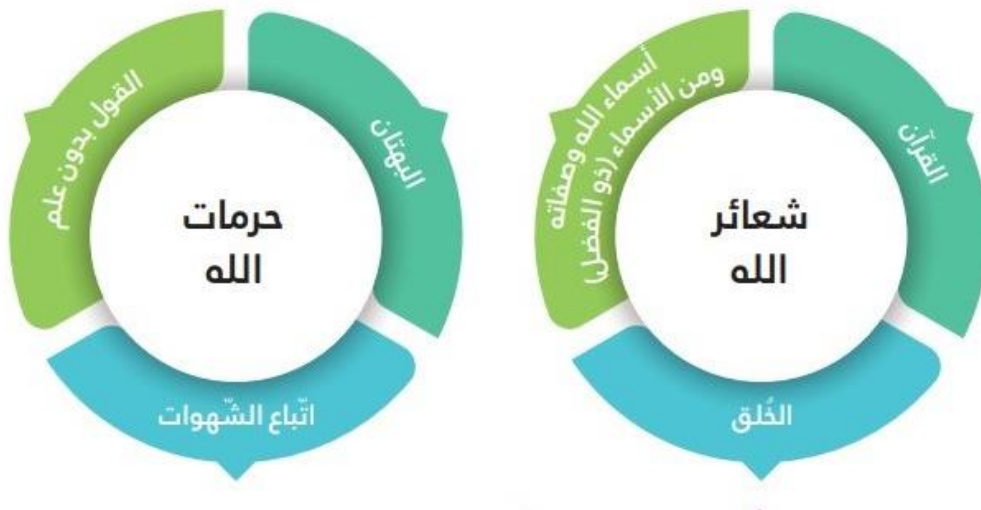 شعائر
الله
القرآن
الخُلق
أسماء الله وصفاته
ومن الأسماء (ذو الفضل)
حرمات
الله
البهتان
اتّباع الشّهوات
القول بدون علم